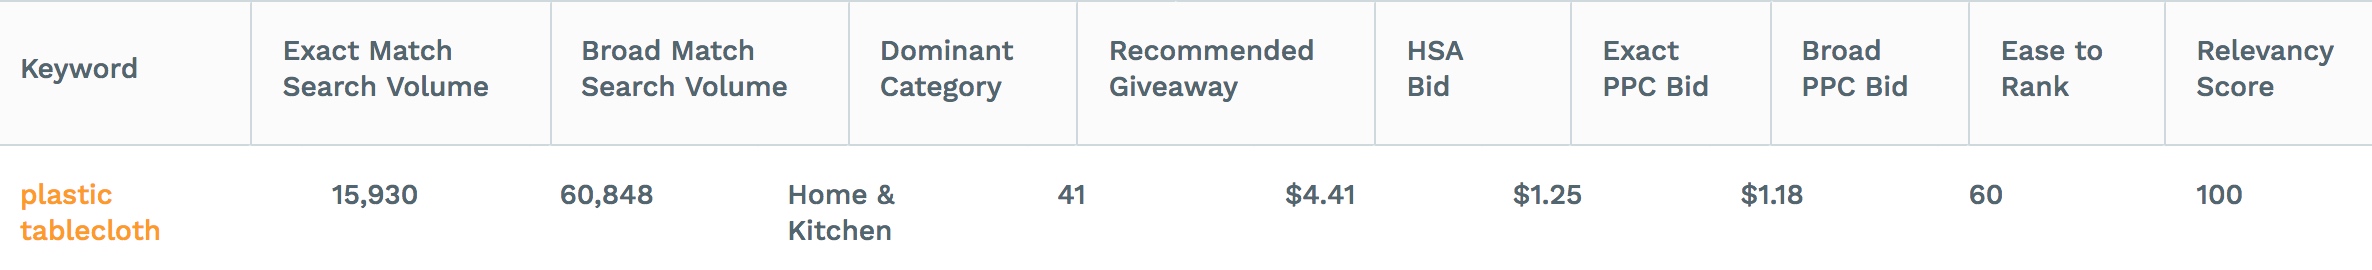 Keyword
Exact Match
Search Volume
Broad Match
Search Volume
Dominant
Category
Recommended
Giveaway
HSA
Bid
Exact
PPC Bid
Broad
PPC Bid
Ease to
Rank
Relevancy
Score
plastic
tablecloth
15,930
60,848
Home &
Kitchen
41
$4.41
$1.25
$1.18
60
100